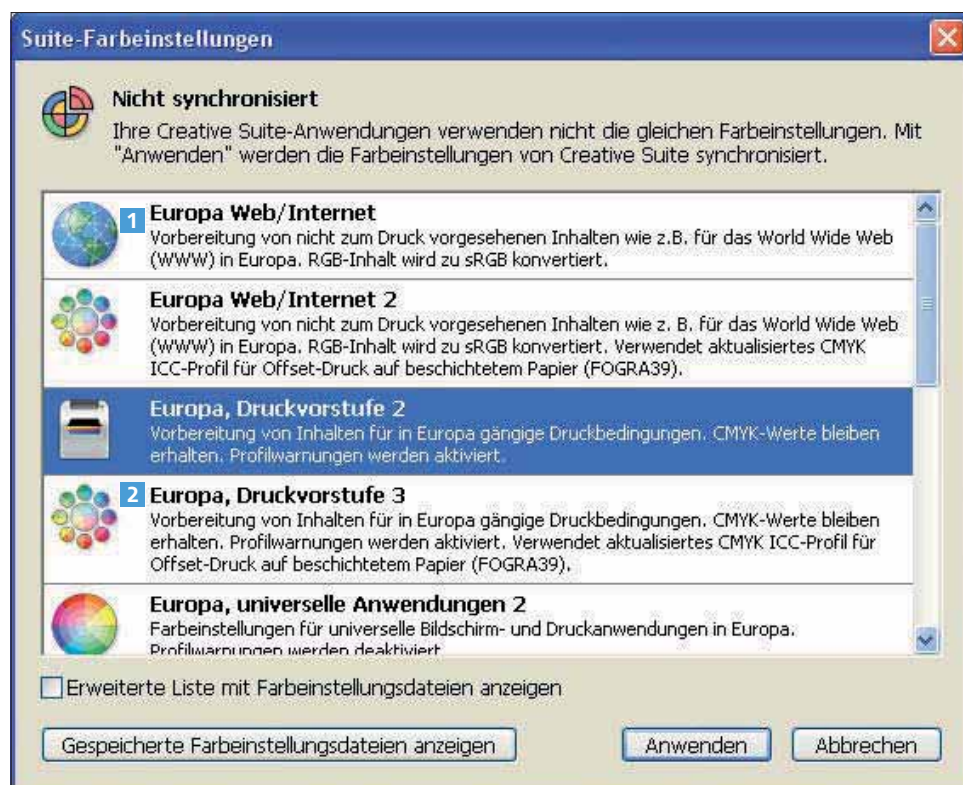 Suite-Farbeinstellungen
Nicht synchronisiert
Ihre Creative Suite-Anwendungen verwenden nicht die gleichen Farbeinstellungen. Mit
"Anwenden" werden die Farbeinstellungen von Creative Suite synchronisiert.
1 Europa Web/Internet
Vorbereitung von nicht zum Druck vorgesehenen Inhalten wie z.B. für das World Wide Web
(WWW) in Europa. RGB-Inhalt wird zu sRGB konvertiert.
Europa Web/Internet 2
Vorbereitung von nicht zum Druck vorgesehenen Inhalten wie z. B. für das World Wide Web
(WWW) in Europa. RGB-Inhalt wird zu sRGB konvertiert. Verwendet aktualisiertes CMYK
ICC-Profil für Offset-Druck auf beschichtetem Papier (FOGRA39).
Europa, Druckvorstufe 2
Vorbereitung von Inhalten für in Europa gängige Druckbedingungen. CMYK-Werte bleiben
erhalten. Profilwarnungen werden aktiviert.
2 Europa, Druckvorstufe 3
Vorbereitung von Inhalten für in Europa gängige Druckbedingungen. CMYK-Werte bleiben
erhalten. Profilwarnungen werden aktiviert. Verwendet aktualisiertes CMYK ICC-Profil für
Offset-Druck auf beschichtetem Papier (FOGRA39).
Europa, universelle Anwendungen 2
Farbeinstellungen für universelle Bildschirm- und Druckanwendungen in Europa.
Profilwarnungen werden deaktiviert
Erweiterte Liste mit Farbeinstellungsdateien anzeigen
Gespeicherte Farbeinstellungsdateien anzeigen
Anwenden
Abbrechen